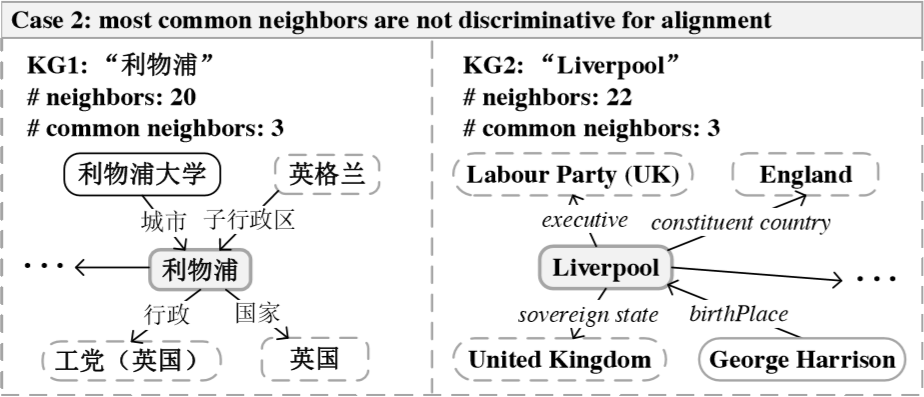 Case 2: most common neighbors are not discriminative for alignment
KG1: “利物浦”
# neighbors: 20
# common neighbors: 3
利物浦大学
英格兰
城市
子行政区
···
利物浦
行政
国家
工党（英国）
英国
KG2: “Liverpool”
# neighbors: 22
# common neighbors: 3
Labour Party (UK)
England
executive
constituent country
Liverpool
···
sovereign state
birthPlace
United Kingdom
George Harrison